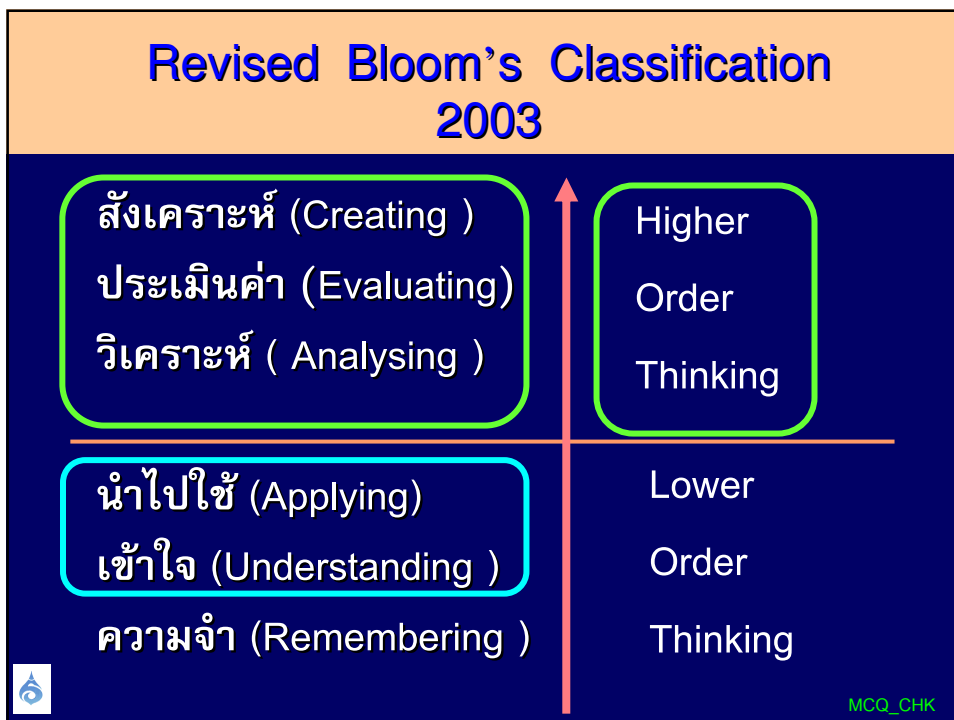 Revised Bloom’s Classification
2003
สังเคราะห์ (Creating )
ประเมินค่า (Evaluating)
วิเคราะห์ ( Analysing )
Higher
Order
Thinking
นำไปใช้ (Applying)
เข้าใจ (Understanding )
ความจำ (Remembering )
Lower
Order
Thinking
MCQ_CHK